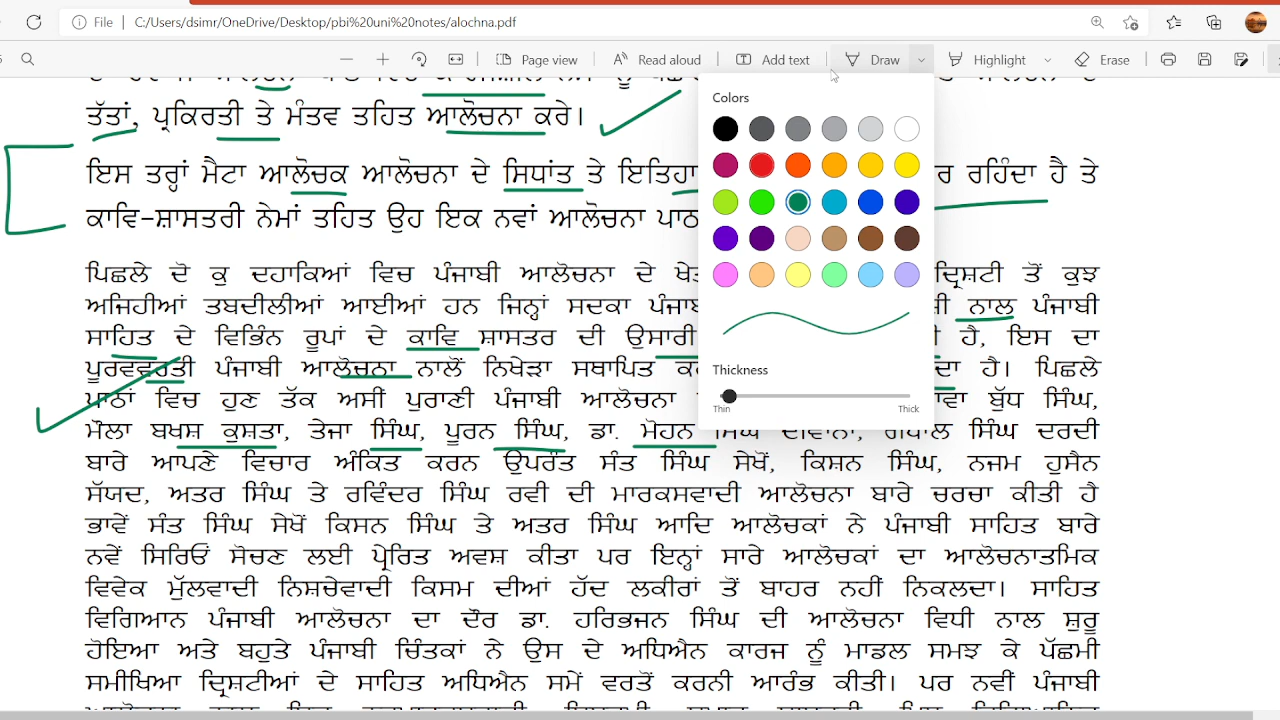 File C:/Users/dsimr/OneDrive/Desktop/pbi%20uni%20notes/alochna.pdf
Page view Read aloud Add text Draw Highlight Erase
Colors
Thickness
Thin Thick
ਤੱਤਾਂ, ਪ੍ਰਕਿਰਤੀ ਤੇ ਮੰਤਵ ਤਹਿਤ ਆਲੋਚਨਾ ਕਰੇ।
ਇਸ ਤਰ੍ਹਾਂ ਮੈਟਾ ਆਲੋਚਕ ਆਲੋਚਨਾ ਦੇ ਸਿਧਾਂਤ ਤੇ ਰਹਿੰਦਾ ਹੈ ਤੇ
ਕਾਵਿ-ਸ਼ਾਸਤਰੀ ਨੇਮਾਂ ਤਹਿਤ ਉਹ ਇਕ ਨਵਾਂ ਆਲੋਚਨਾ
ਪਿਛਲੇ ਦੋ ਕੁ ਦਹਾਕਿਆਂ ਵਿਚ ਪੰਜਾਬੀ ਆਲੋਚਨਾ ਦੇ ਦ੍ਰਿਸ਼ਟੀ ਤੋਂ ਕੁਝ
ਅਜਿਹੀਆਂ ਤਬਦੀਲੀਆਂ ਆਈਆਂ ਹਨ ਜਿਨ੍ਹਾਂ ਸਦਕਾ ਨਾਲ ਪੰਜਾਬੀ
ਸਾਹਿਤ ਦੇ ਵਿਭਿੰਨ ਰੂਪਾਂ ਦੇ ਕਾਵਿ ਸ਼ਾਸਤਰ ਦੀ ਉਸਾਰੀ ਹੈ, ਇਸ ਦਾ
ਪੂਰਵਵਰਤੀ ਪੰਜਾਬੀ ਆਲੋਚਨਾ ਨਾਲੋਂ ਨਿਖੇੜਾ ਸਥਾਪਿਤ ਹੈ। ਪਿਛਲੇ
ਪਾਠਾਂ ਵਿਚ ਹੁਣ ਤੱਕ ਅਸੀਂ ਪੁਰਾਣੀ ਪੰਜਾਬੀ ਆਲੋਚਨਾ ਬੁੱਧ ਸਿੰਘ,
ਮੌਲਾ ਬਖਸ਼ ਕੁਸ਼ਤਾ, ਤੇਜਾ ਸਿੰਘ, ਪੂਰਨ ਸਿੰਘ, ਡਾ. ਮੋਹਨ ਸਿੰਘ ਦੀਵਾਨਾ, ਗੋਪਾਲ ਸਿੰਘ ਦਰਦੀ
ਬਾਰੇ ਆਪਣੇ ਵਿਚਾਰ ਅੰਕਿਤ ਕਰਨ ਉਪਰੰਤ ਸੰਤ ਸਿੰਘ ਸੇਖੋਂ, ਕਿਸ਼ਨ ਸਿੰਘ, ਨਜਮ ਹੁਸੈਨ
ਸੱਯਦ, ਅਤਰ ਸਿੰਘ ਤੇ ਰਵਿੰਦਰ ਸਿੰਘ ਰਵੀ ਦੀ ਮਾਰਕਸਵਾਦੀ ਆਲੋਚਨਾ ਬਾਰੇ ਚਰਚਾ ਕੀਤੀ ਹੈ
ਭਾਵੇਂ ਸੰਤ ਸਿੰਘ ਸੇਖੋਂ ਕਿਸਨ ਸਿੰਘ ਤੇ ਅਤਰ ਸਿੰਘ ਆਦਿ ਆਲੋਚਕਾਂ ਨੇ ਪੰਜਾਬੀ ਸਾਹਿਤ ਬਾਰੇ
ਨਵੇਂ ਸਿਰਿਓਂ ਸੋਚਣ ਲਈ ਪ੍ਰੇਰਿਤ ਅਵਸ਼ ਕੀਤਾ ਪਰ ਇਨ੍ਹਾਂ ਸਾਰੇ ਆਲੋਚਕਾਂ ਦਾ ਆਲੋਚਨਾਤਮਿਕ
ਵਿਵੇਕ ਮੁੱਲਵਾਦੀ ਨਿਸ਼ਚੇਵਾਦੀ ਕਿਸਮ ਦੀਆਂ ਹੱਦ ਲਕੀਰਾਂ ਤੋਂ ਬਾਹਰ ਨਹੀਂ ਨਿਕਲਦਾ। ਸਾਹਿਤ
ਵਿਗਿਆਨ ਪੰਜਾਬੀ ਆਲੋਚਨਾ ਦਾ ਦੌਰ ਡਾ. ਹਰਿਭਜਨ ਸਿੰਘ ਦੀ ਆਲੋਚਨਾ ਵਿਧੀ ਨਾਲ ਸ਼ੁਰੂ
ਹੋਇਆ ਅਤੇ ਬਹੁਤੇ ਪੰਜਾਬੀ ਚਿੰਤਕਾਂ ਨੇ ਉਸ ਦੇ ਅਧਿਐਨ ਕਾਰਜ ਨੂੰ ਮਾਡਲ ਸਮਝ ਕੇ ਪੱਛਮੀ
ਸਮੀਖਿਆ ਦ੍ਰਿਸ਼ਟੀਆਂ ਦੇ ਸਾਹਿਤ ਅਧਿਐਨ ਸਮੇਂ ਵਰਤੋਂ ਕਰਨੀ ਆਰੰਭ ਕੀਤੀ। ਪਰ ਨਵੀਂ ਪੰਜਾਬੀ